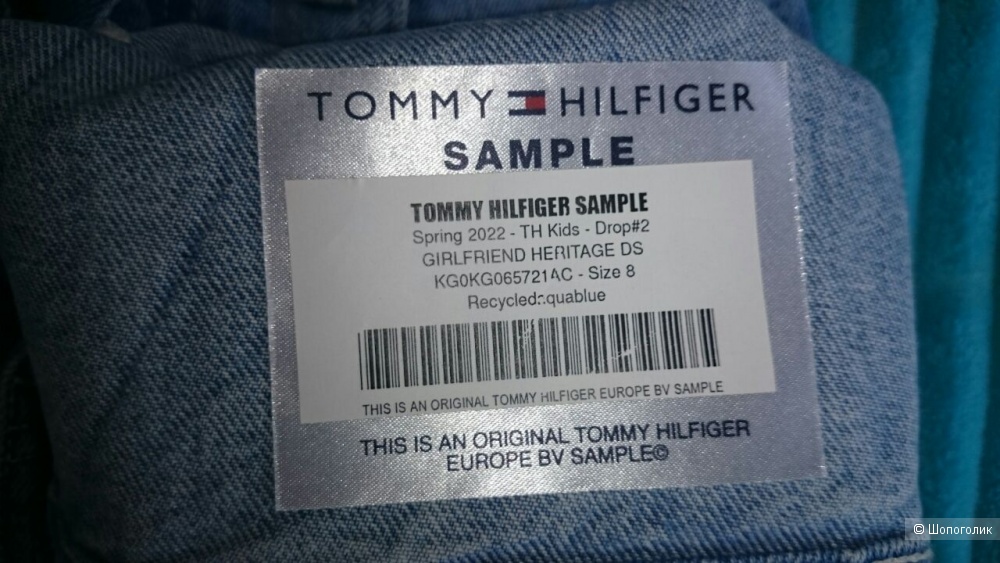 TOMMY HILFIGER
SAMPLE
TOMMY HILFIGER SAMPLE
Spring 2022 - TH Kids - Drop#2
GIRLFRIEND HERITAGE DS
KG0KG065721AC - Size 8
THIS IS AN ORIGINAL TOMMY HILFIGER EUROPE BV SAMPLE
THIS IS AN ORIGINAL TOMMY HILFIGER
EUROPE BV SAMPLE©
© Шопоголик